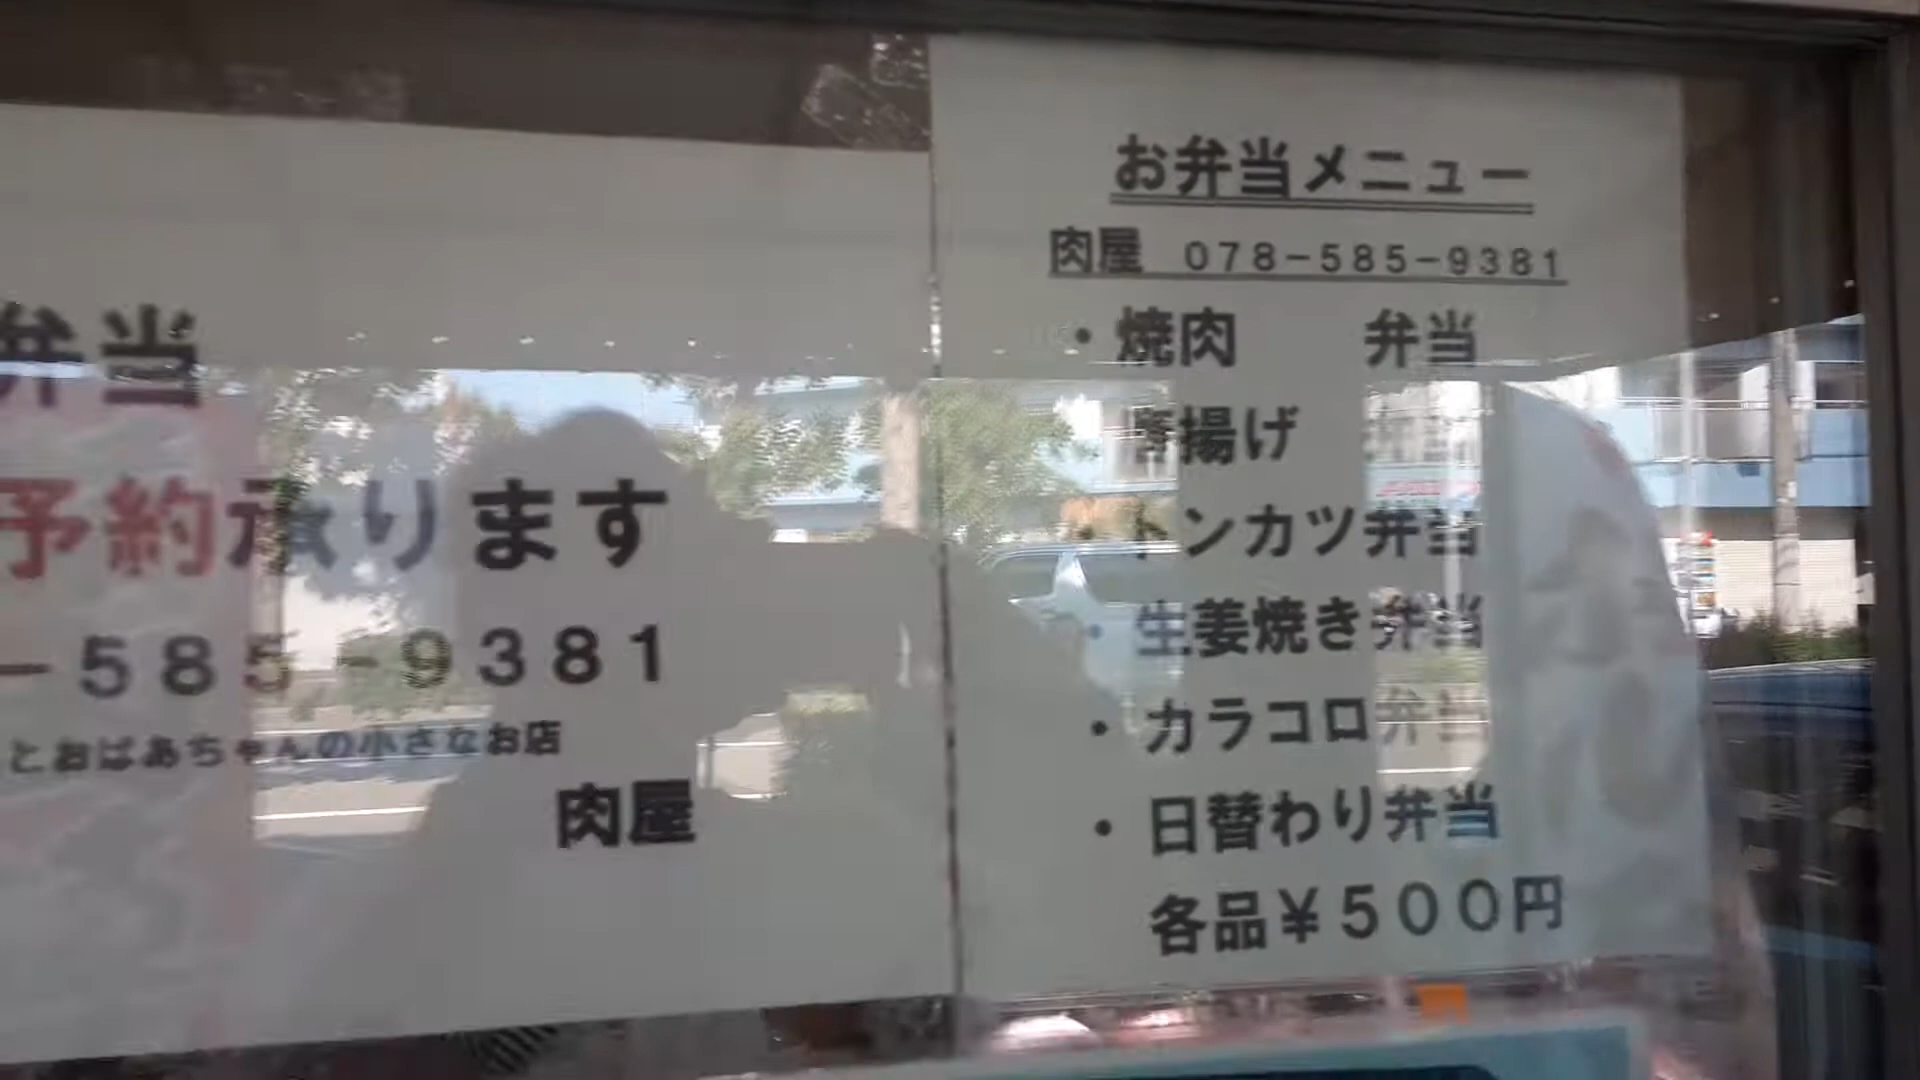 弁当
予約承ります
-585-9381
とおばあちゃんの小さなお店
肉屋
お弁当メニュー
肉屋 078-585-9381
・焼肉 弁当
揚げ
・トンカツ弁当
・生姜焼き弁当
・カラコロ弁当
・日替わり弁当
各品¥500円